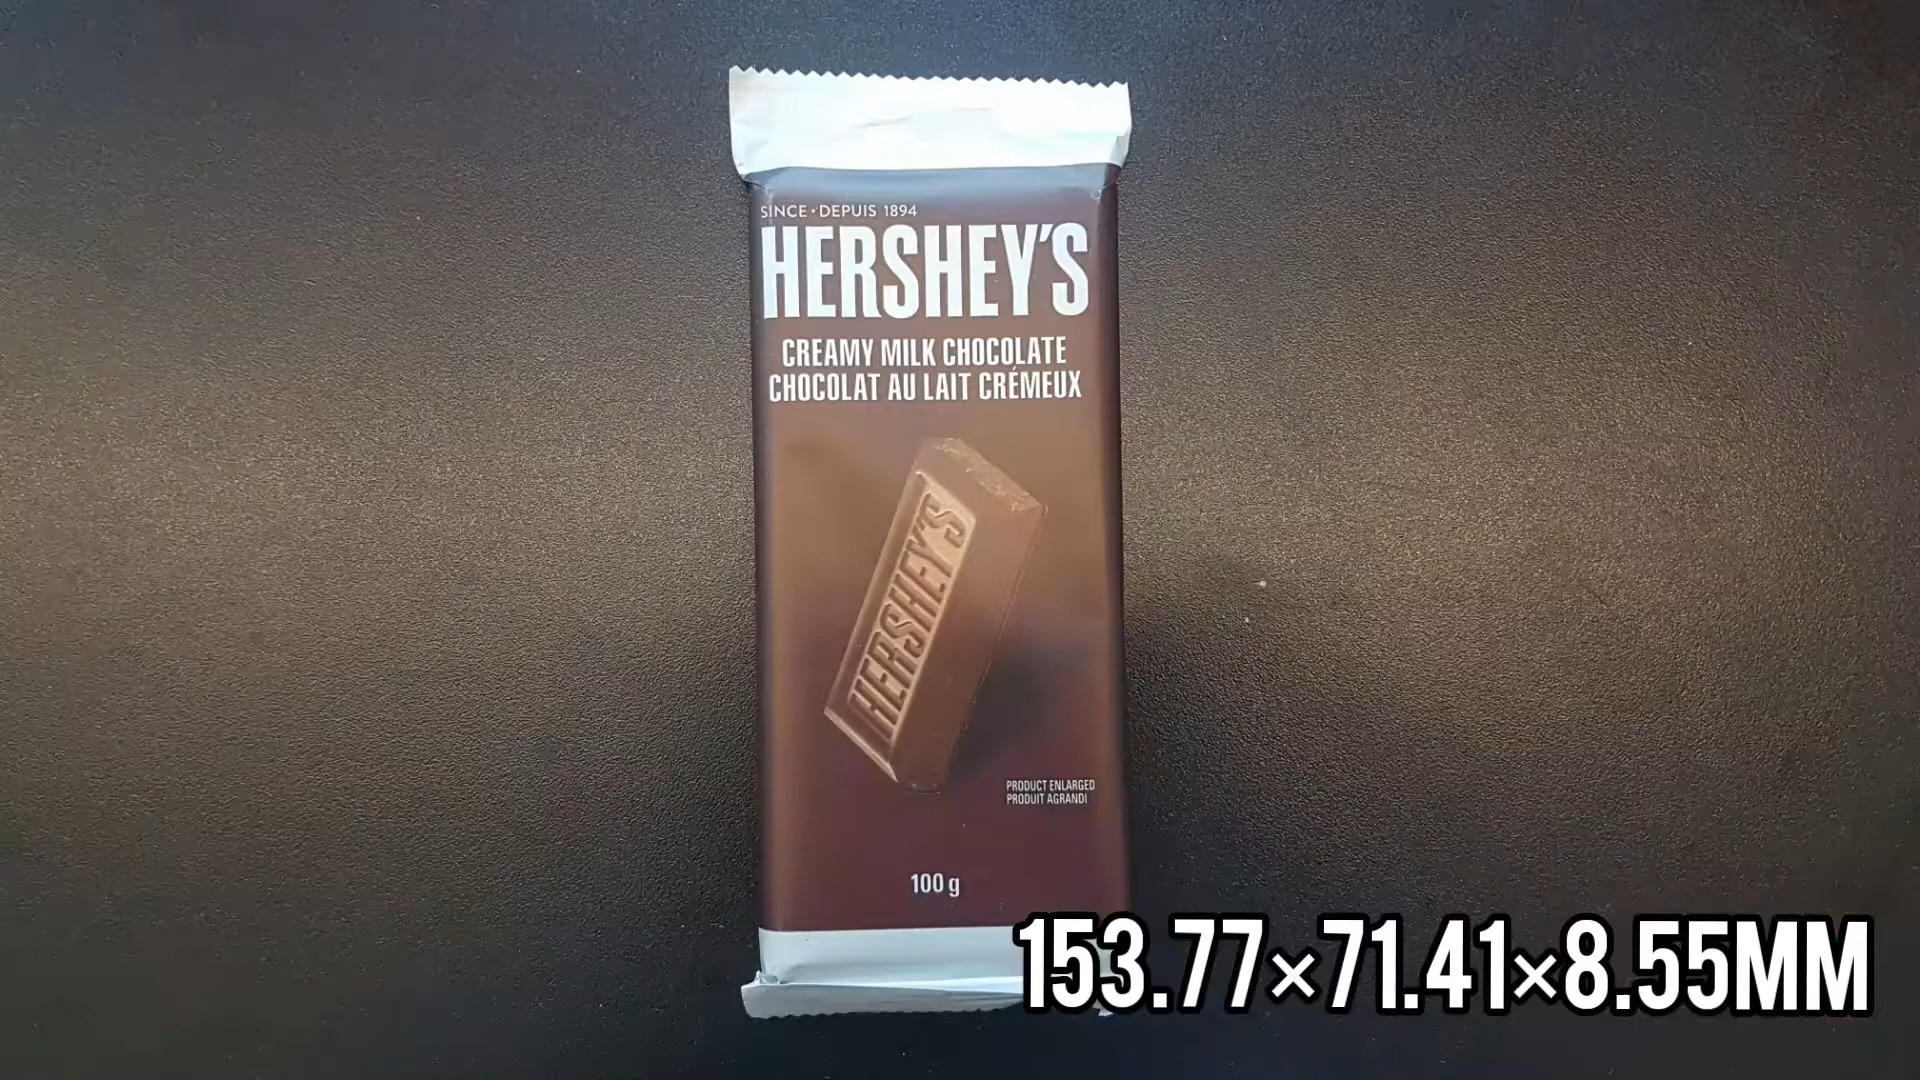 SINCE • DEPUIS 1894
HERSHEY'S
CREAMY MILK CHOCOLATE
CHOCOLAT AU LAIT CRÉMEUX
HERSHEY'S
PRODUCT ENLARGED
PRODUIT AGRANDI
100 g
153.77×71.41×8.55MM